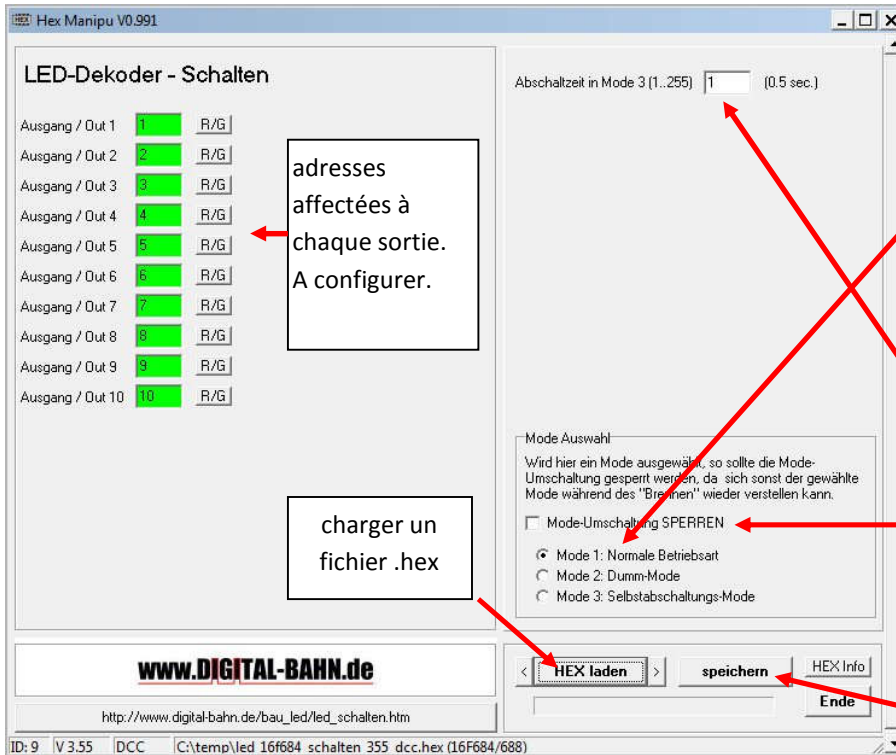 Hex Manipu V0.991
LED-Dekoder - Schalten
Ausgang / Out 1 1 R/G
Ausgang / Out 2 2 R/G
Ausgang / Out 3 3 R/G
Ausgang / Out 4 4 R/G
Ausgang / Out 5 5 R/G
Ausgang / Out 6 6 R/G
Ausgang / Out 7 7 R/G
Ausgang / Out 8 8 R/G
Ausgang / Out 9 9 R/G
Ausgang / Out 10 10 R/G
adresses
affectées à
chaque sortie.
A configurer.
charger un
fichier .hex
Abschaltzeit in Mode 3 (1..255) 1 (0.5 sec.)
Mode Auswahl
Wird hier ein Mode ausgewählt, so sollte die Mode-
Umschaltung gesperrt werden, da sich sonst der gewählte
Mode während des "Brennen" wieder verstellen kann.
Mode-Umschaltung SPERREN
Mode 1: Normale Betriebsart
Mode 2: Dumm-Mode
Mode 3: Selbstabschaltungs-Mode
www.DIGITAL-BAHN.de
http://www.digital-bahn.de/bau_led/led_schalten.htm
< HEX laden > speichern HEX Info
Ende
ID: 9 V 3.55 DCC C:\temp\led_16ff684_schalten_355_dcc.hex (16F684/688)